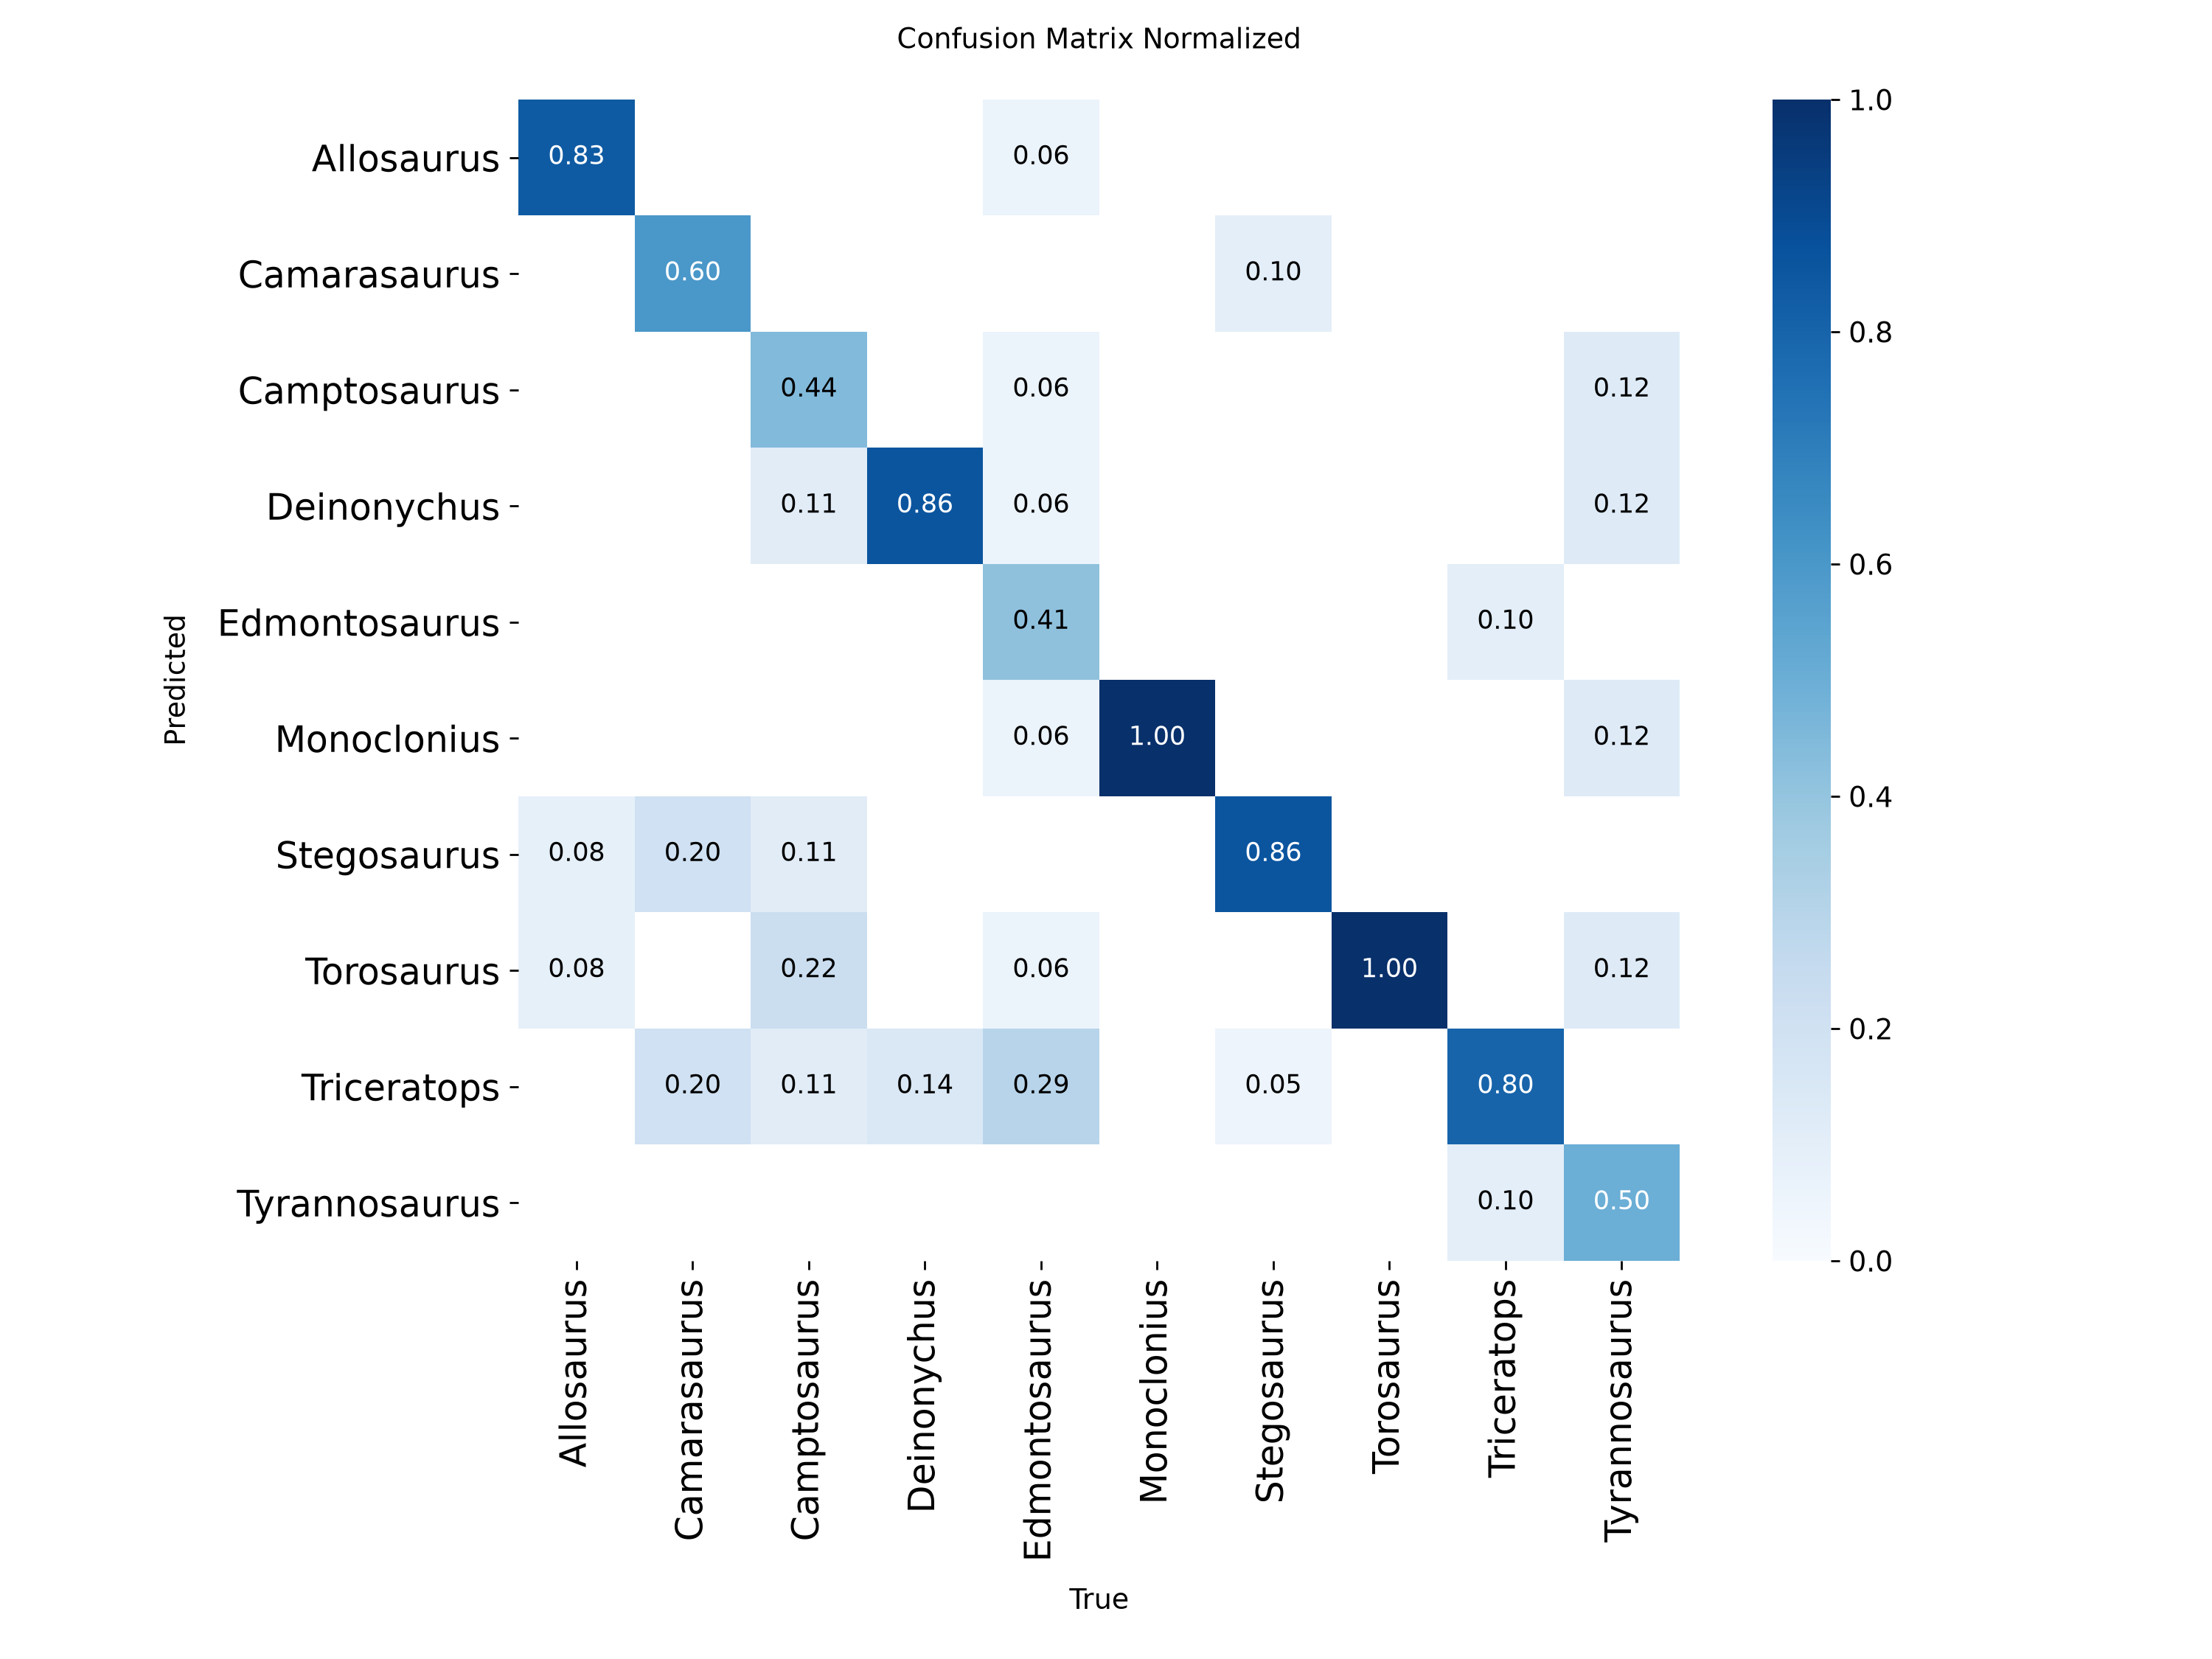 Confusion Matrix Normalized
Allosaurus 0.83 0.06
Camarasaurus 0.60 0.10
Camptosaurus 0.44 0.06 0.12
Deinonychus 0.11 0.86 0.06 0.12
Edmontosaurus 0.41 0.10
Monoclonius 0.06 1.00 0.12
Stegosaurus 0.08 0.20 0.11 0.86
Torosaurus 0.08 0.22 0.06 1.00 0.12
Triceratops 0.20 0.11 0.14 0.29 0.05 0.80
Tyrannosaurus 0.10 0.50
Predicted
Allosaurus
Camarasaurus
Camptosaurus
Deinonychus
Edmontosaurus
Monoclonius
Stegosaurus
Torosaurus
Triceratops
Tyrannosaurus
True
1.0
0.8
0.6
0.4
0.2
0.0